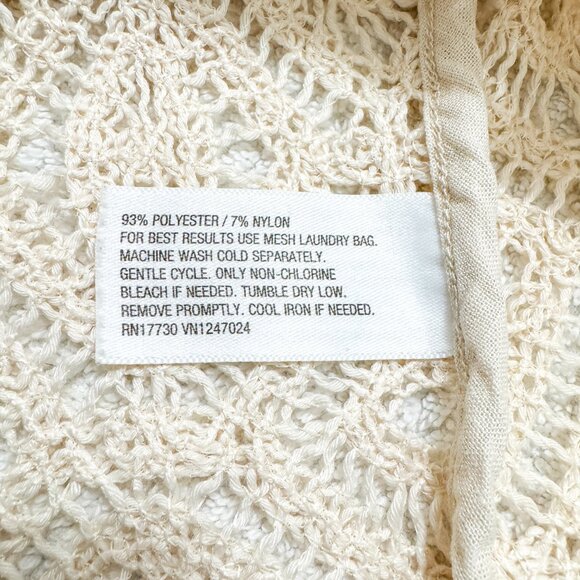 93% POLYESTER / 7% NYLON
FOR BEST RESULTS USE MESH LAUNDRY BAG.
MACHINE WASH COLD SEPARATELY.
GENTLE CYCLE. ONLY NON-CHLORINE
BLEACH IF NEEDED. TUMBLE DRY LOW.
REMOVE PROMPTLY. COOL IRON IF NEEDED.
RN17730 VN1247024